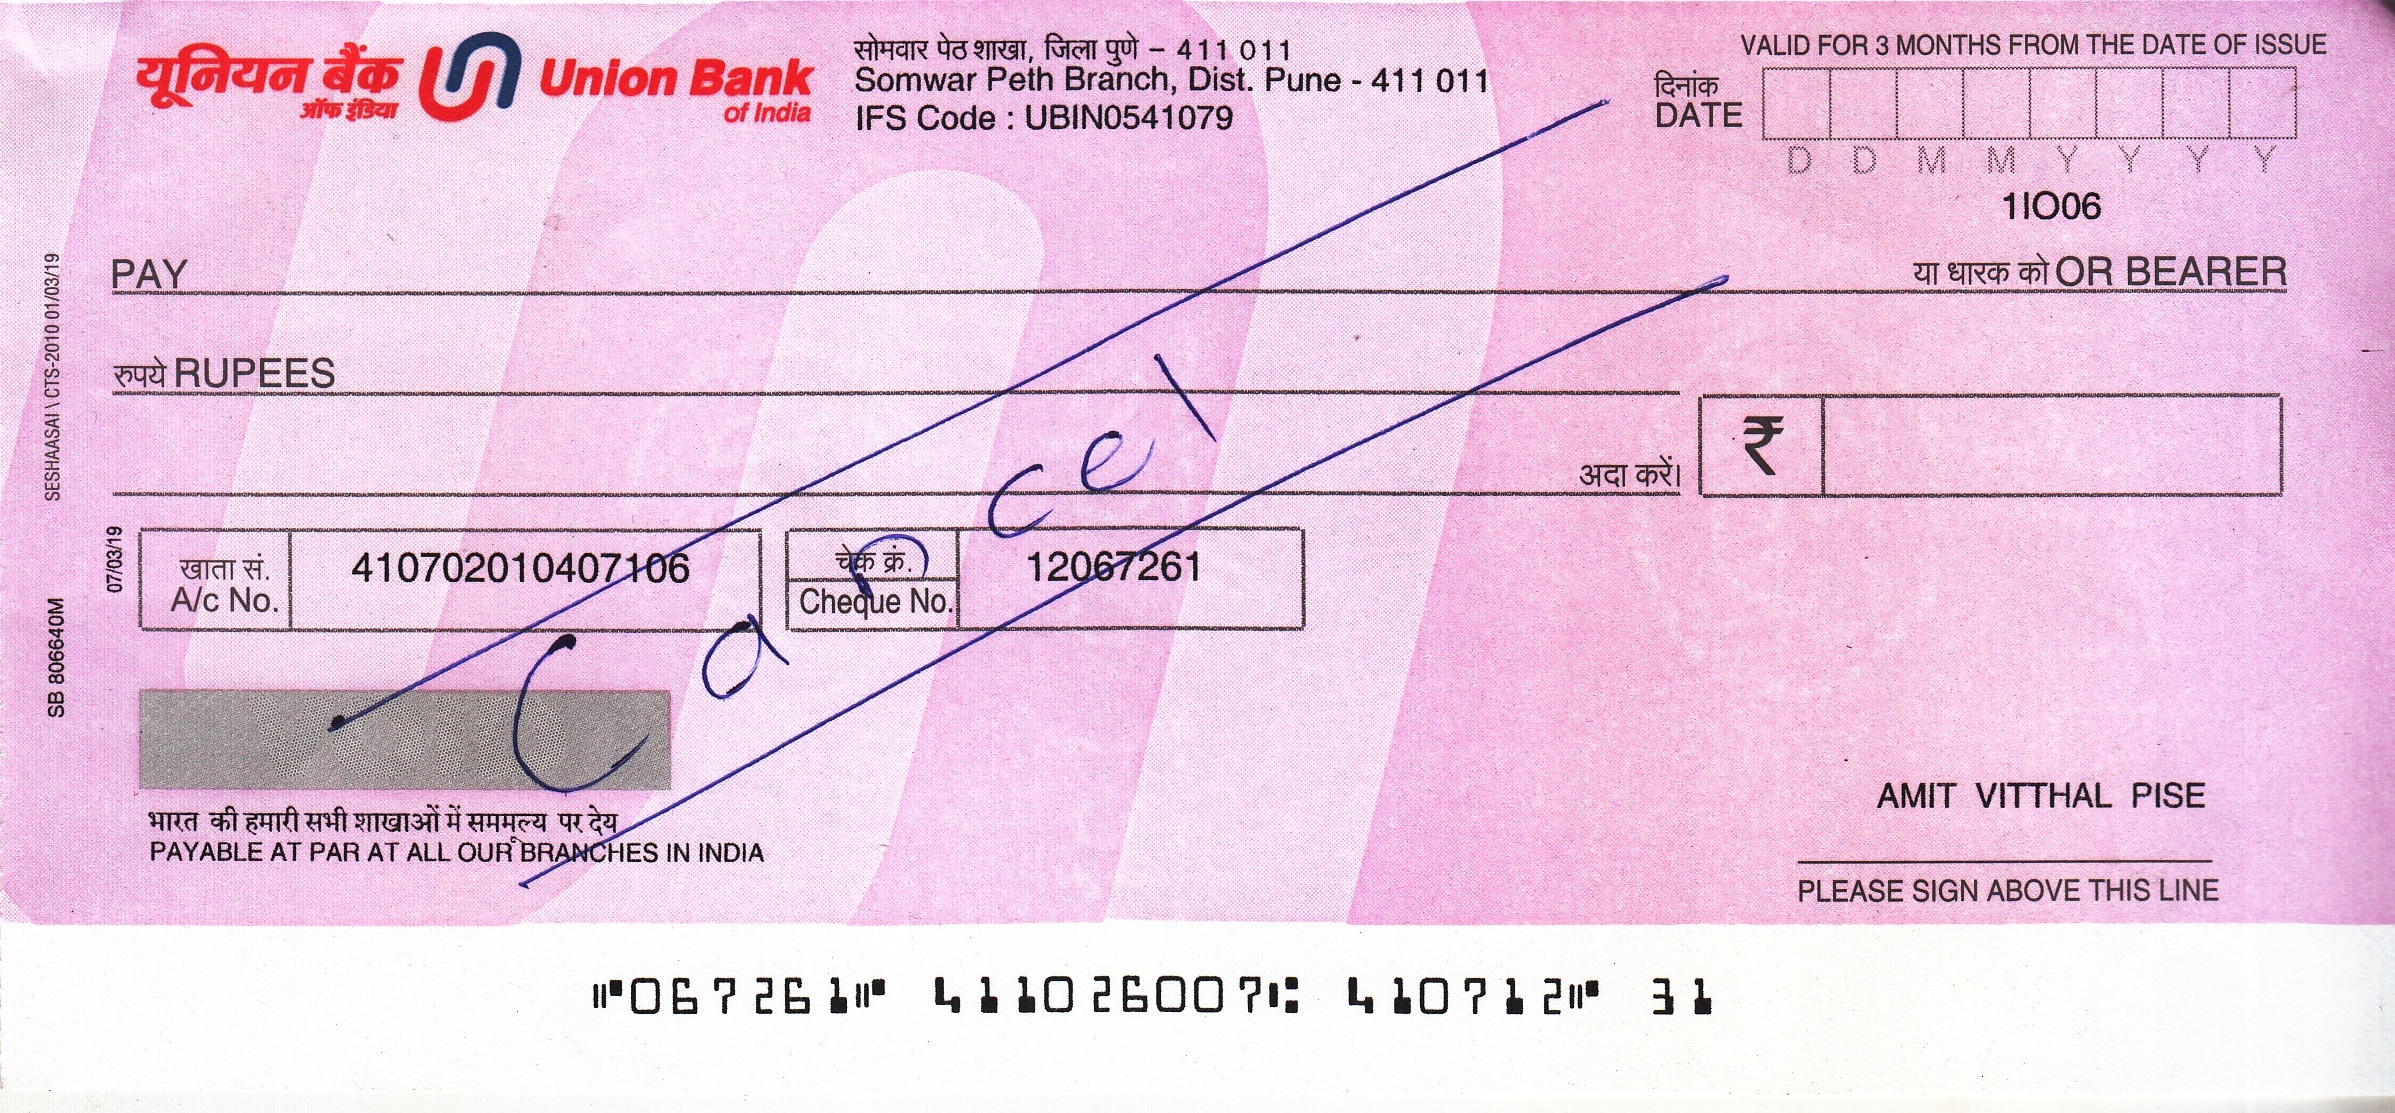 यूनियन बैंक
ऑफ इंडिया
Union Bank
of India
सोमवार पेठ शाखा, जिला पुणे – 411 011
Somwar Peth Branch, Dist. Pune - 411 011
IFS Code : UBIN0541079
VALID FOR 3 MONTHS FROM THE DATE OF ISSUE
दिनांक
DATE
D D M M Y Y Y Y
1IO06
PAY
या धारक को OR BEARER
रुपये RUPEES
अदा करें। ₹
SESHAASAI \ CTS-2010 01/03/19
07/03/19
SB 806640M
खाता सं.
A/c No.
410702010407106
चेक क्रं.
Cheque No.
12067261
Cancel
VOID
भारत की हमारी सभी शाखाओं में सममूल्य पर देय
PAYABLE AT PAR AT ALL OUR BRANCHES IN INDIA
AMIT VITTHAL PISE
PLEASE SIGN ABOVE THIS LINE
⑈067261⑈ 411026007⑆ 410712⑈ 31